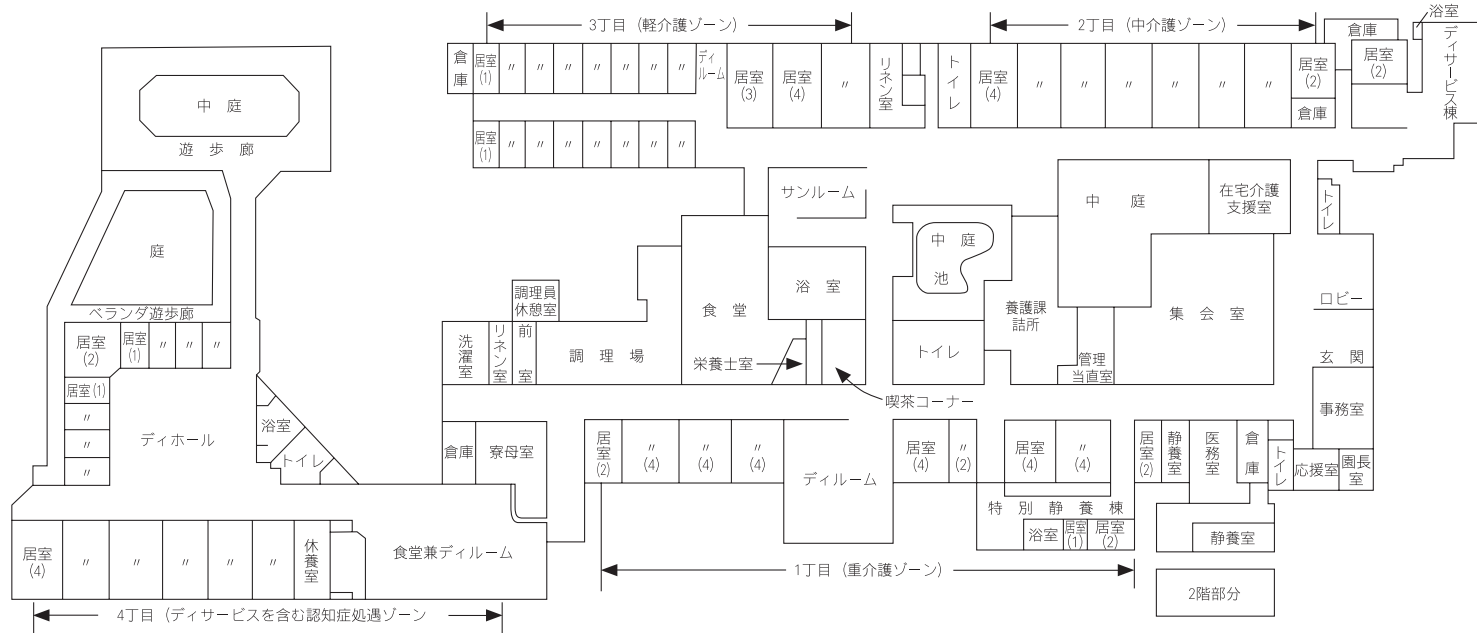 3丁目（軽介護ゾーン）
2丁目（中介護ゾーン）
浴室
倉庫
居室
(1)
〃
〃
〃
〃
〃
〃
〃
ディ
ルーム
居室
(3)
居室
(4)
〃
リネン室
トイレ
居室
(4)
〃
〃
〃
〃
〃
〃
居室
(2)
倉庫
倉庫
居室
(2)
ディサービス棟
居室
(1)
〃
〃
〃
〃
〃
〃
〃
中　庭
遊　歩　廊
庭
ベランダ遊歩廊
サンルーム
浴　室
食　堂
中　庭
池
中　庭
在宅介護
支援室
トイレ
集　会　室
養護課
詰所
管理
当直室
トイレ
ロビー
玄　関
事務室
調理員
休憩室
洗濯室
リネン室
前室
調　理　場
栄養士室
喫茶コーナー
居室
(2)
居室
(1)
〃
〃
〃
居室(1)
〃
〃
〃
ディホール
浴室
トイレ
倉庫
寮母室
居室
(2)
〃
(4)
〃
(4)
〃
(4)
ディルーム
居室
(4)
〃
(2)
居室
(4)
〃
(4)
居室
(2)
静養室
医務室
倉庫
トイレ
応援室
園長
室
特　別　静　養　棟
浴室
居室
(1)
居室
(2)
静養室
居室
(4)
〃
〃
〃
〃
〃
休養室
食堂兼ディルーム
1丁目（重介護ゾーン）
2階部分
4丁目（ディサービスを含む認知症処遇ゾーン